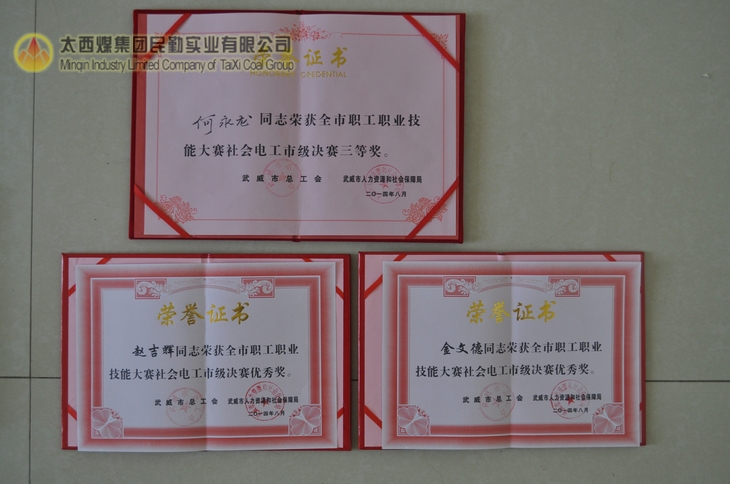 太西煤集团民勤实业有限公司
Minqin Industry Limited Company of TaiXi Coal Group
荣誉证书
何永龙同志荣获全市职工职业技
能大赛社会电工市级决赛三等奖。
武威市总工会 武威市人力资源和社会保障局
二〇一四年八月
荣誉证书
赵吉辉同志荣获全市职工职业
技能大赛社会电工市级决赛优秀奖。
武威市总工会 武威市人力资源和社会保障局
二〇一四年八月
荣誉证书
金文德同志荣获全市职工职业
技能大赛社会电工市级决赛优秀奖。
武威市总工会 武威市人力资源和社会保障局
二〇一四年八月